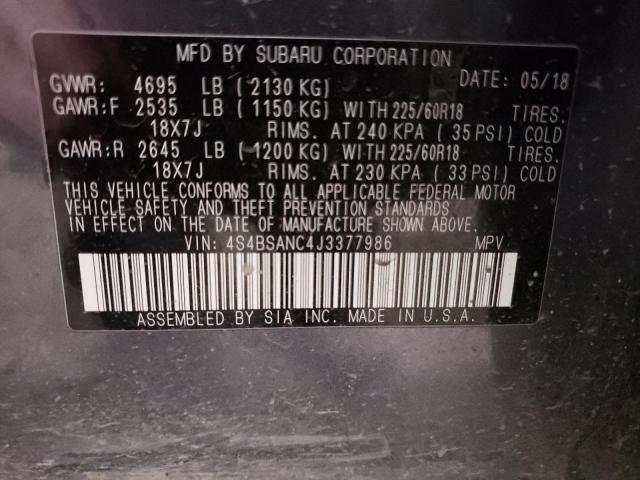 MFD BY SUBARU CORPORATION
GVWR: 4695 LB (2130 KG) DATE: 05/18
GAWR:F 2535 LB (1150 KG) WITH 225/60R18 TIRES.
18X7J RIMS. AT 240 KPA (35 PSI) COLD
GAWR:R 2645 LB (1200 KG) WITH 225/60R18 TIRES.
18X7J RIMS. AT 230 KPA (33 PSI) COLD
THIS VEHICLE CONFORMS TO ALL APPLICABLE FEDERAL MOTOR
VEHICLE SAFETY AND THEFT PREVENTION STANDARDS
IN EFFECT ON THE DATE OF MANUFACTURE SHOWN ABOVE.
VIN: 4S4BSANC4J3377986 MPV
ASSEMBLED BY SIA INC. MADE IN U.S.A.